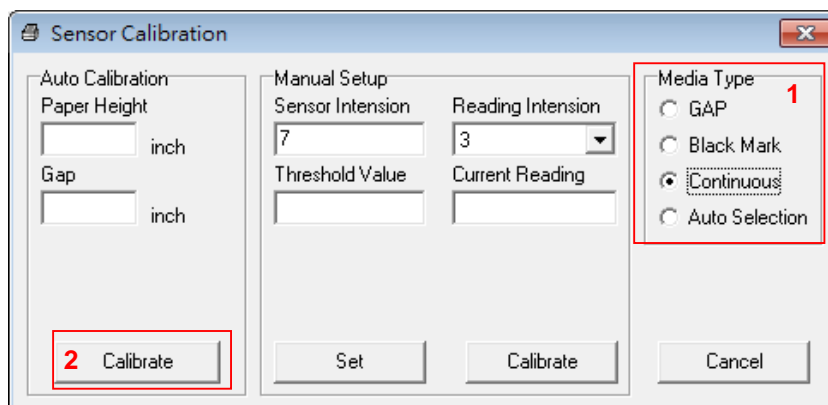 Sensor Calibration
Auto Calibration
Paper Height
inch
Gap
inch
2 Calibrate
Manual Setup
Sensor Intension Reading Intension
7 3
Threshold Value Current Reading
Set Calibrate
Media Type
1
GAP
Black Mark
Continuous
Auto Selection
Cancel